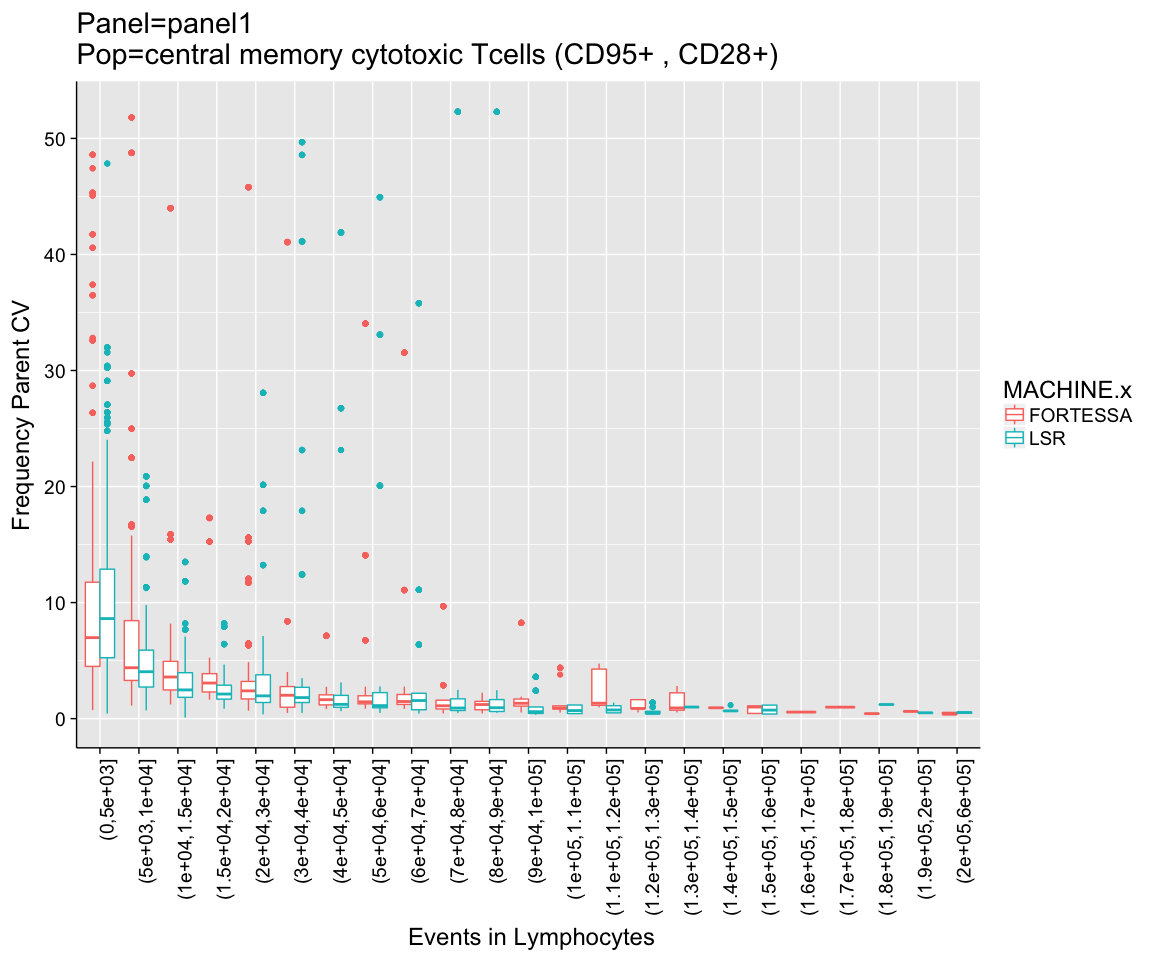 Panel=panel1
Pop=central memory cytotoxic Tcells (CD95+ , CD28+)
Frequency Parent CV
50
40
30
20
10
0
(0,5e+03]
(5e+03,1e+04]
(1e+04,1.5e+04]
(1.5e+04,2e+04]
(2e+04,3e+04]
(3e+04,4e+04]
(4e+04,5e+04]
(5e+04,6e+04]
(6e+04,7e+04]
(7e+04,8e+04]
(8e+04,9e+04]
(9e+04,1e+05]
(1e+05,1.1e+05]
(1.1e+05,1.2e+05]
(1.2e+05,1.3e+05]
(1.3e+05,1.4e+05]
(1.4e+05,1.5e+05]
(1.5e+05,1.6e+05]
(1.6e+05,1.7e+05]
(1.7e+05,1.8e+05]
(1.8e+05,1.9e+05]
(1.9e+05,2e+05]
(2e+05,6e+05]
Events in Lymphocytes
MACHINE.x
FORTESSA
LSR